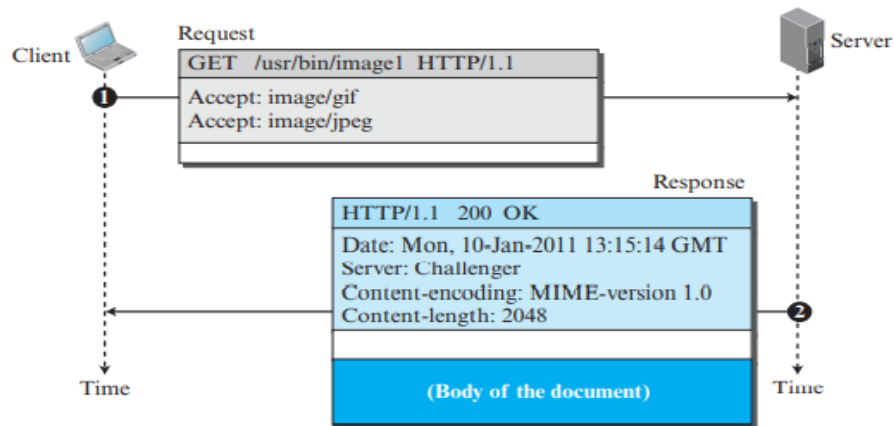 Client
Request
Server
GET /usr/bin/image1 HTTP/1.1
1
Accept: image/gif
Accept: image/jpeg
Response
HTTP/1.1 200 OK
Date: Mon, 10-Jan-2011 13:15:14 GMT
Server: Challenger
Content-encoding: MIME-version 1.0
Content-length: 2048
2
Time
(Body of the document)
Time